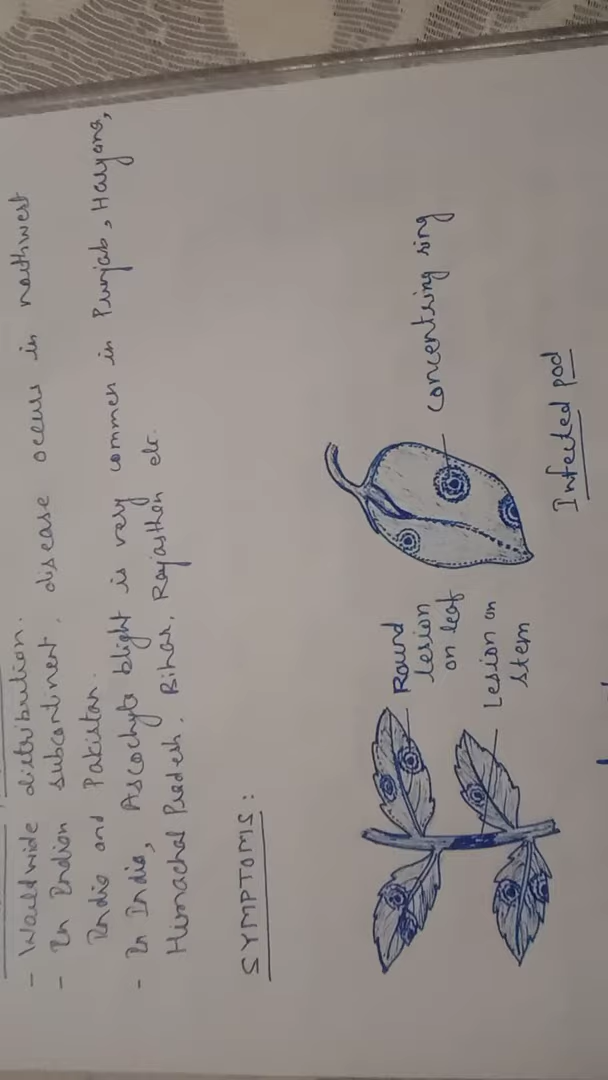 - Worldwide distribution.
- In Indian subcontinent, disease occurs in northwest
India and Pakistan.
- In India, Ascochyta blight is very common in Punjab, Haryana,
Himachal Pradesh, Bihar, Rajasthan etc.
SYMPTOMS:
Round
lesion
on leaf
Lesion on
stem
concentring ring
Infected pod